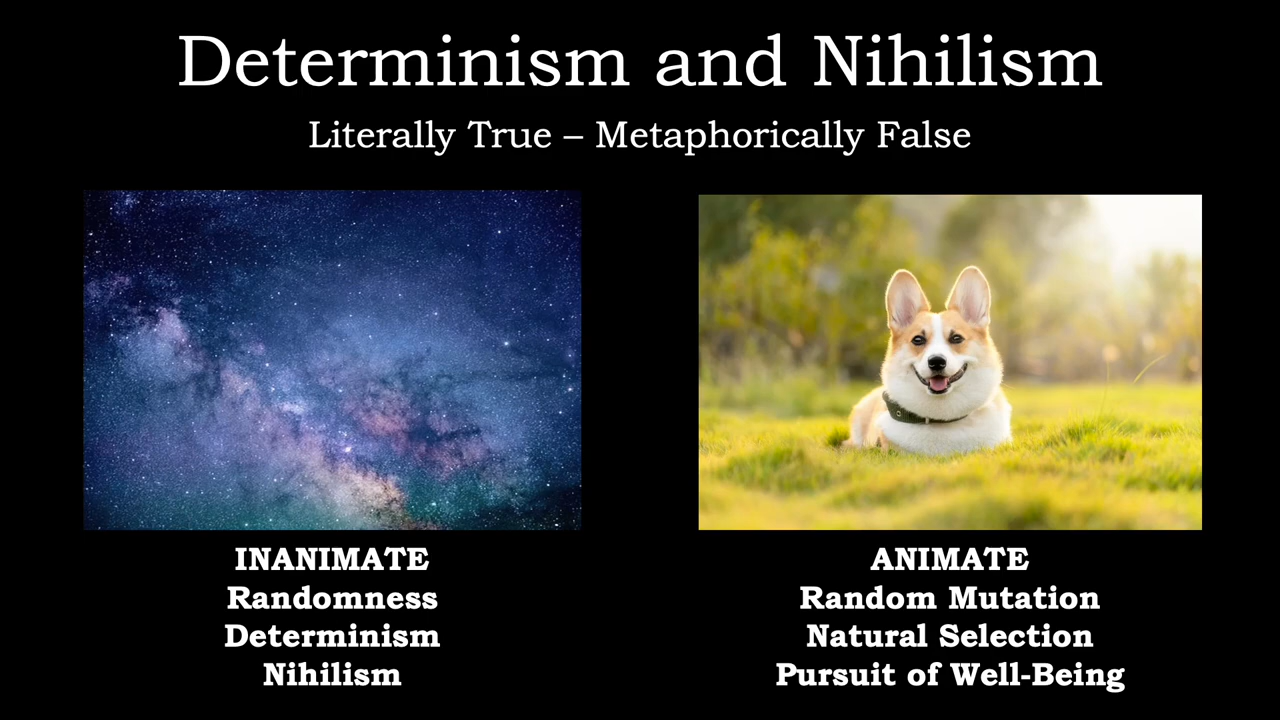 Determinism and Nihilism
Literally True – Metaphorically False
INANIMATE
Randomness
Determinism
Nihilism
ANIMATE
Random Mutation
Natural Selection
Pursuit of Well-Being